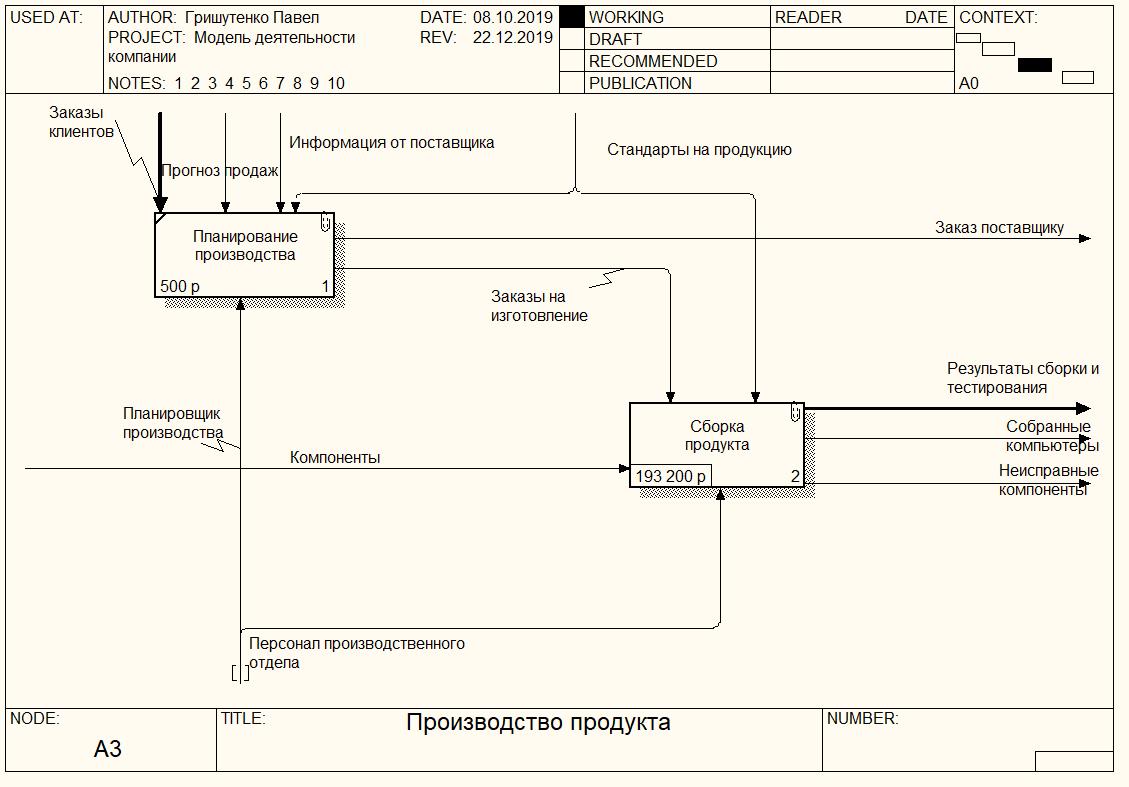 USED AT:
AUTHOR: Гришутенко Павел
DATE: 08.10.2019
PROJECT: Модель деятельности
компании
REV: 22.12.2019
NOTES: 1 2 3 4 5 6 7 8 9 10
WORKING
DRAFT
RECOMMENDED
PUBLICATION
READER
DATE
CONTEXT:
A0
Заказы
клиентов
Прогноз продаж
Информация от поставщика
Стандарты на продукцию
Планирование
производства
500 р
1
Заказ поставщику
Заказы на
изготовление
Результаты сборки и
тестирования
Планировщик
производства
Сборка
продукта
193 200 р
2
Собранные
компьютеры
Компоненты
Неисправные
компоненты
Персонал производственного
отдела
NODE:
A3
TITLE:
Производство продукта
NUMBER: